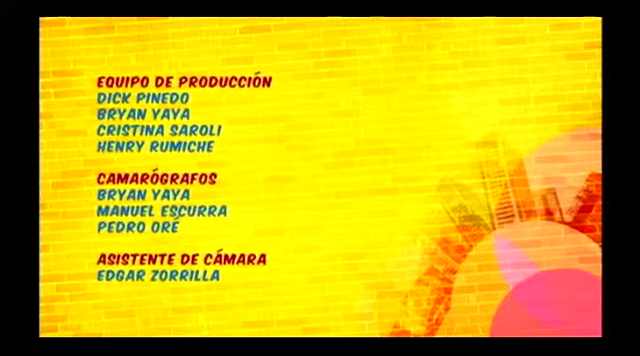 EQUIPO DE PRODUCCIÓN
DICK PINEDO
BRYAN YAYA
CRISTINA SAROLI
HENRY RUMICHE
CAMARÓGRAFOS
BRYAN YAYA
MANUEL ESCURRA
PEDRO ORÉ
ASISTENTE DE CÁMARA
EDGAR ZORRILLA